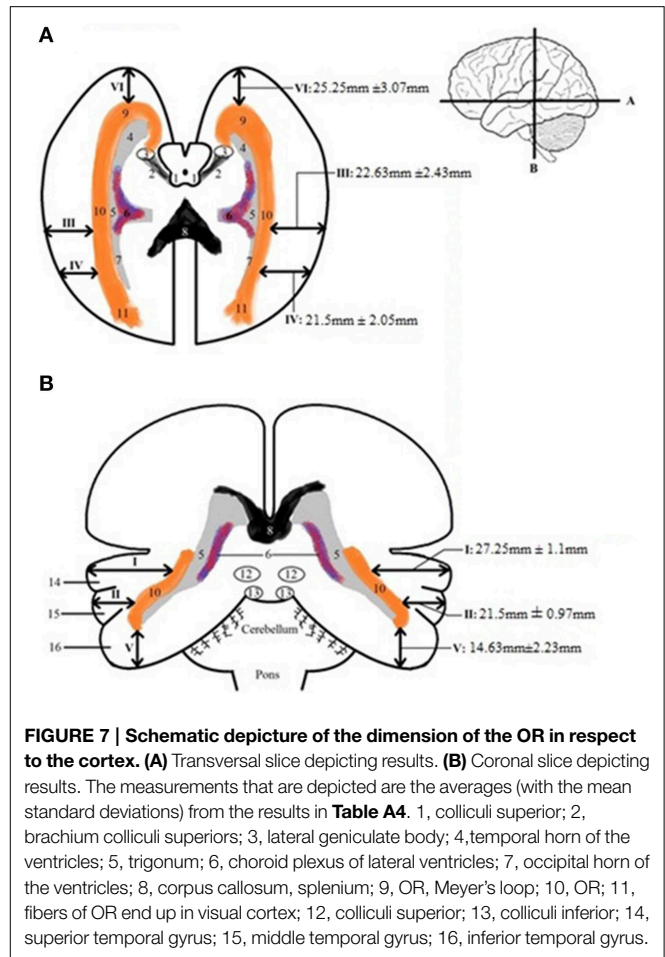 A
VI
VI: 25.25mm ±3.07mm
9
9
4
4
A
3
3
2
1
1
2
B
III: 22.63mm ±2.43mm
10
5
6
6
5
10
III
8
IV
7
7
11
11
IV: 21.5mm ± 2.05mm
B
8
I
5
6
5
I: 27.25mm ± 1.1mm
14
12
12
II
10
10
13
13
15
II: 21.5mm ± 0.97mm
Cerebellum
16
V
V: 14.63mm±2.23mm
Pons
FIGURE 7 | Schematic depicture of the dimension of the OR in respect
to the cortex. (A) Transversal slice depicting results. (B) Coronal slice depicting
results. The measurements that are depicted are the averages (with the mean
standard deviations) from the results in Table A4. 1, colliculi superior; 2,
brachium colliculi superiors; 3, lateral geniculate body; 4,temporal horn of the
ventricles; 5, trigonum; 6, choroid plexus of lateral ventricles; 7, occipital horn of
the ventricles; 8, corpus callosum, splenium; 9, OR, Meyer's loop; 10, OR; 11,
fibers of OR end up in visual cortex; 12, colliculi superior; 13, colliculi inferior; 14,
superior temporal gyrus; 15, middle temporal gyrus; 16, inferior temporal gyrus.